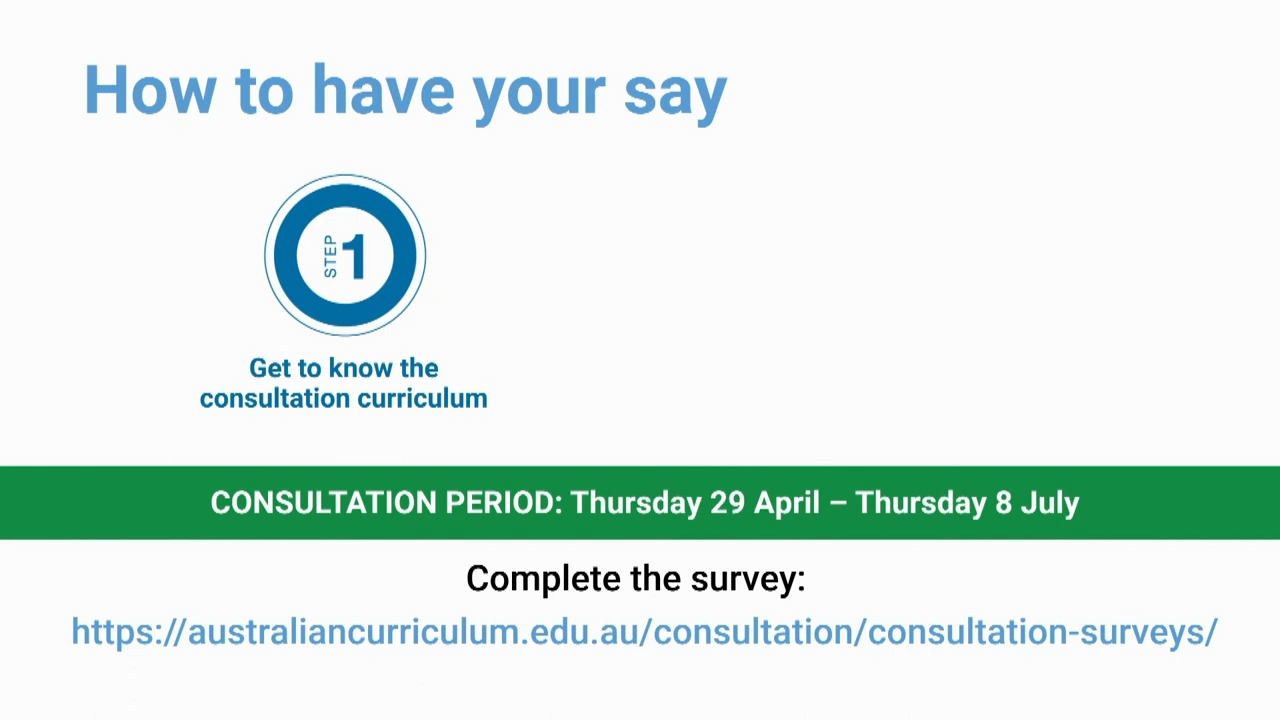 How to have your say
STEP 1
Get to know the
consultation curriculum
CONSULTATION PERIOD: Thursday 29 April – Thursday 8 July
Complete the survey:
https://australiancurriculum.edu.au/consultation/consultation-surveys/